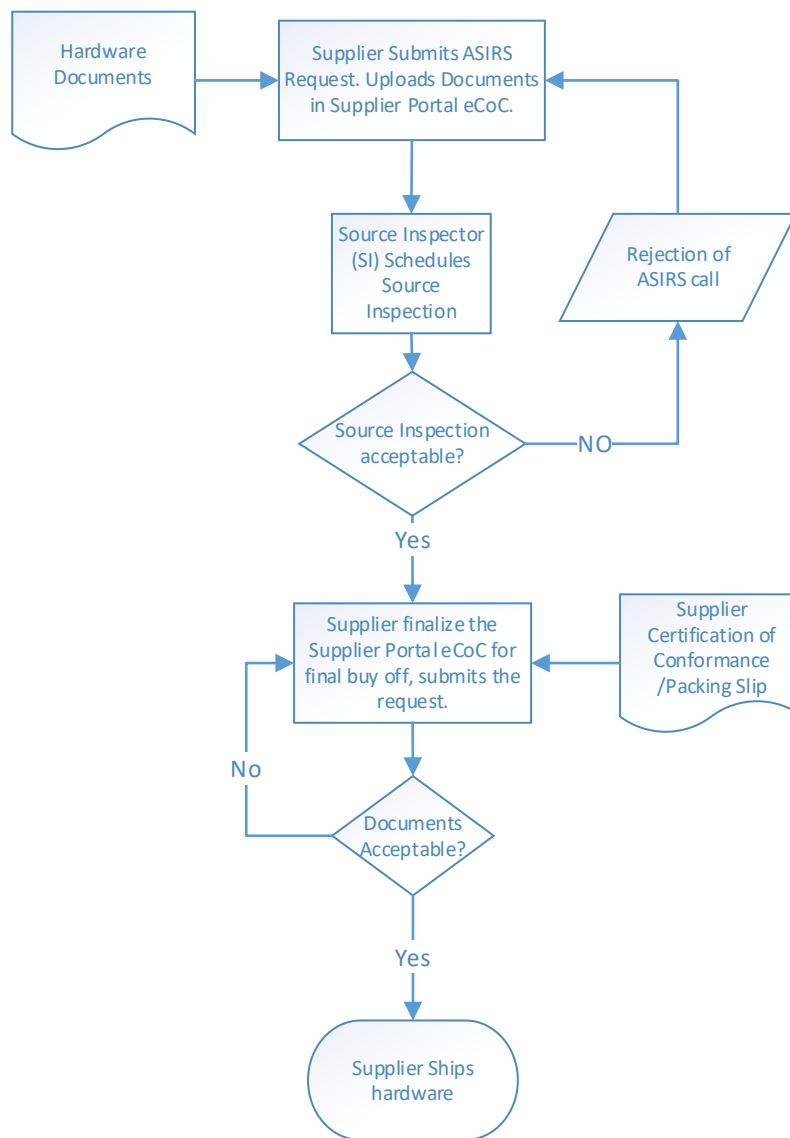 Hardware
Documents
Supplier Submits ASIRS
Request. Uploads Documents
in Supplier Portal eCoC.
Source Inspector
(SI) Schedules
Source
Inspection
Rejection of
ASIRS call
Source Inspection
acceptable?
NO
Yes
Supplier finalize the
Supplier Portal eCoC for
final buy off, submits the
request.
Supplier
Certification of
Conformance
/Packing Slip
No
Documents
Acceptable?
Yes
Supplier Ships
hardware